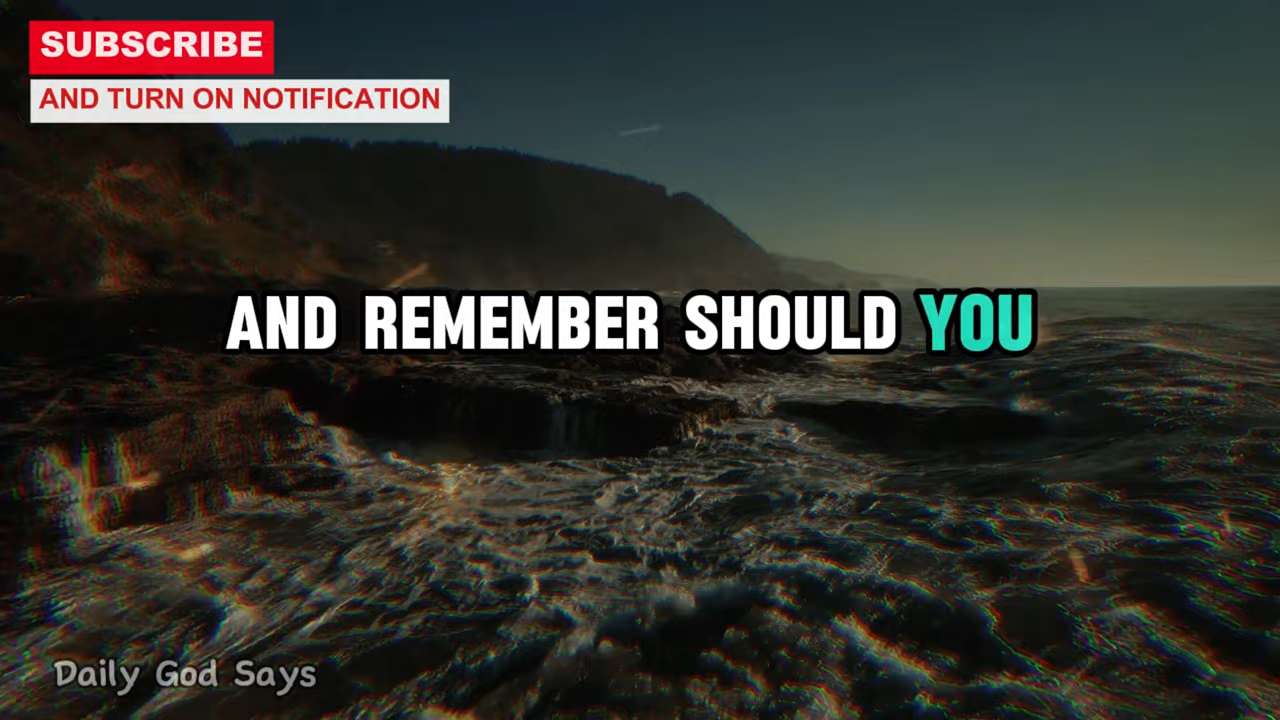 SUBSCRIBE
AND TURN ON NOTIFICATION
AND REMEMBER SHOULD YOU
Daily God Says